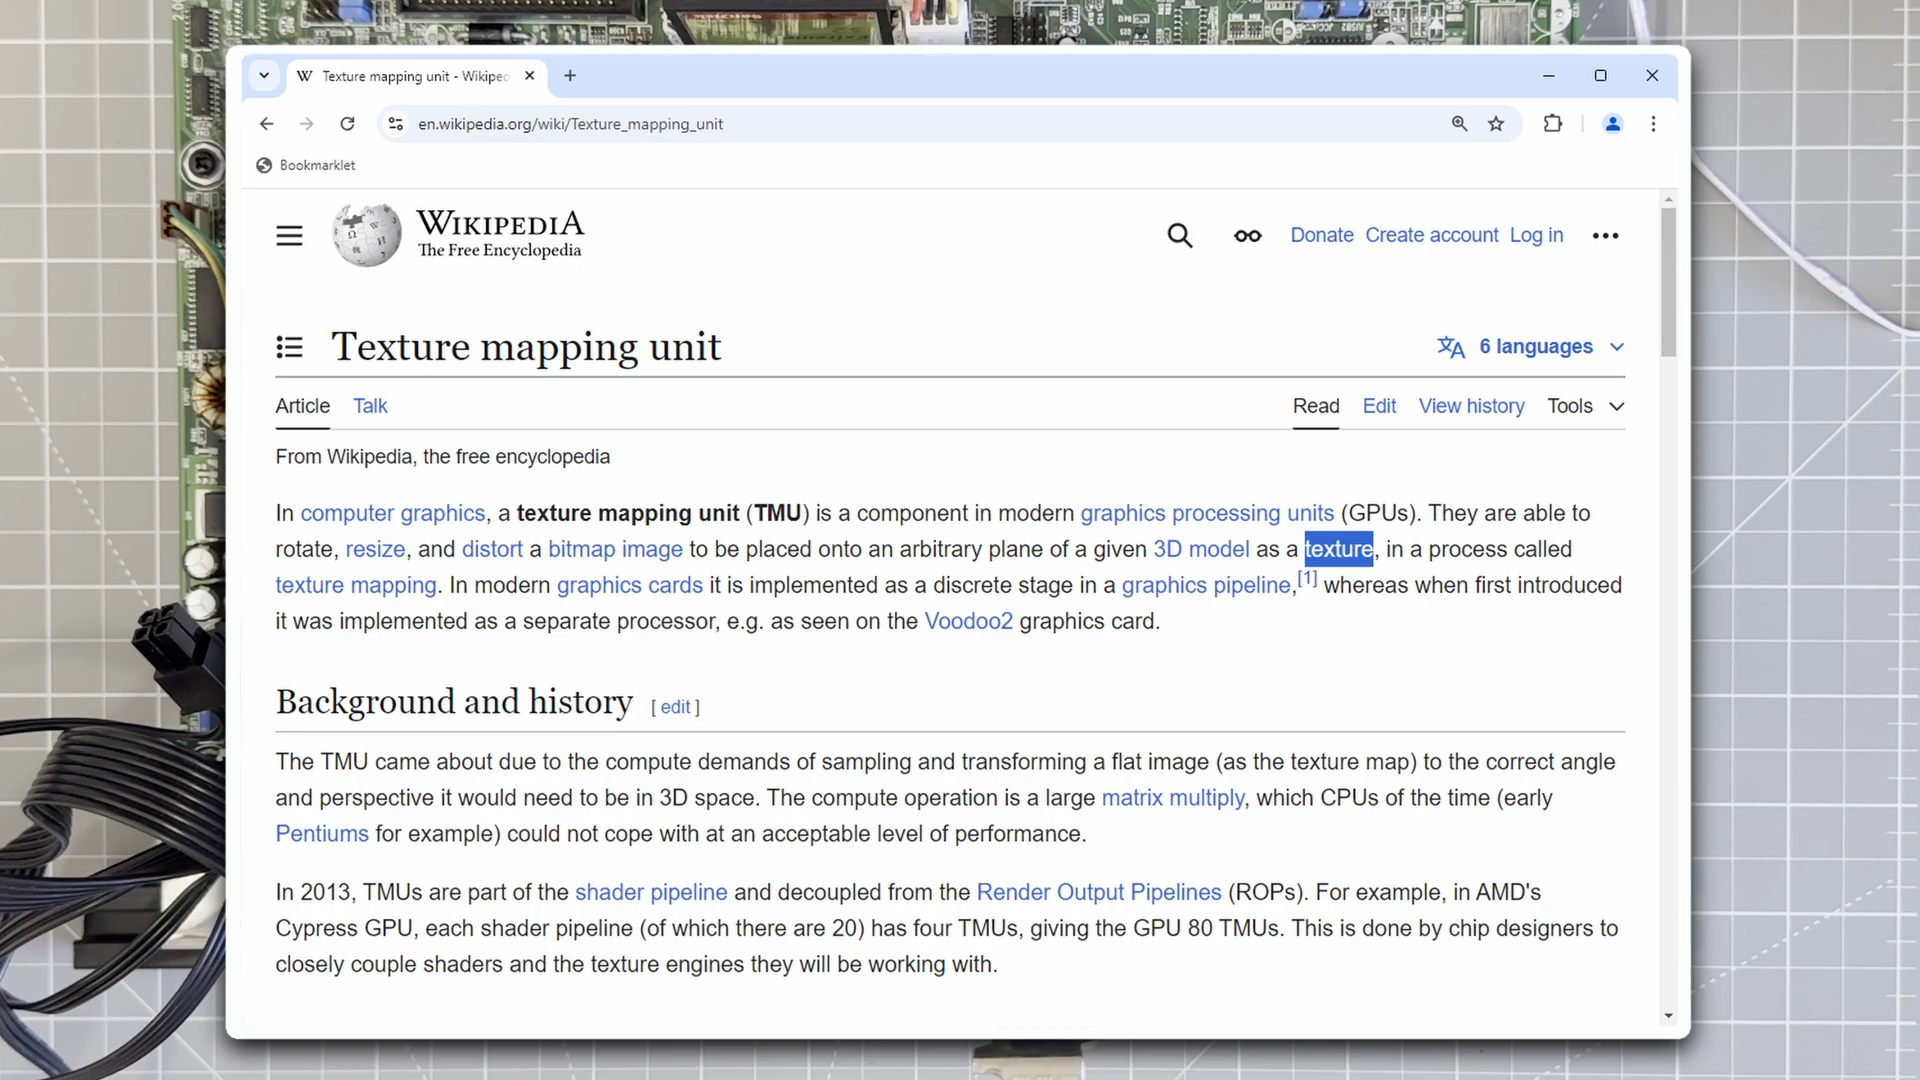 Texture mapping unit - Wikiped
en.wikipedia.org/wiki/Texture_mapping_unit
Bookmarklet
WIKIPEDIA
The Free Encyclopedia
Donate Create account Log in
Texture mapping unit
6 languages
Article Talk
Read Edit View history Tools
From Wikipedia, the free encyclopedia
In computer graphics, a texture mapping unit (TMU) is a component in modern graphics processing units (GPUs). They are able to
rotate, resize, and distort a bitmap image to be placed onto an arbitrary plane of a given 3D model as a texture, in a process called
texture mapping. In modern graphics cards it is implemented as a discrete stage in a graphics pipeline,[1] whereas when first introduced
it was implemented as a separate processor, e.g. as seen on the Voodoo2 graphics card.
Background and history [ edit ]
The TMU came about due to the compute demands of sampling and transforming a flat image (as the texture map) to the correct angle
and perspective it would need to be in 3D space. The compute operation is a large matrix multiply, which CPUs of the time (early
Pentiums for example) could not cope with at an acceptable level of performance.
In 2013, TMUs are part of the shader pipeline and decoupled from the Render Output Pipelines (ROPs). For example, in AMD's
Cypress GPU, each shader pipeline (of which there are 20) has four TMUs, giving the GPU 80 TMUs. This is done by chip designers to
closely couple shaders and the texture engines they will be working with.